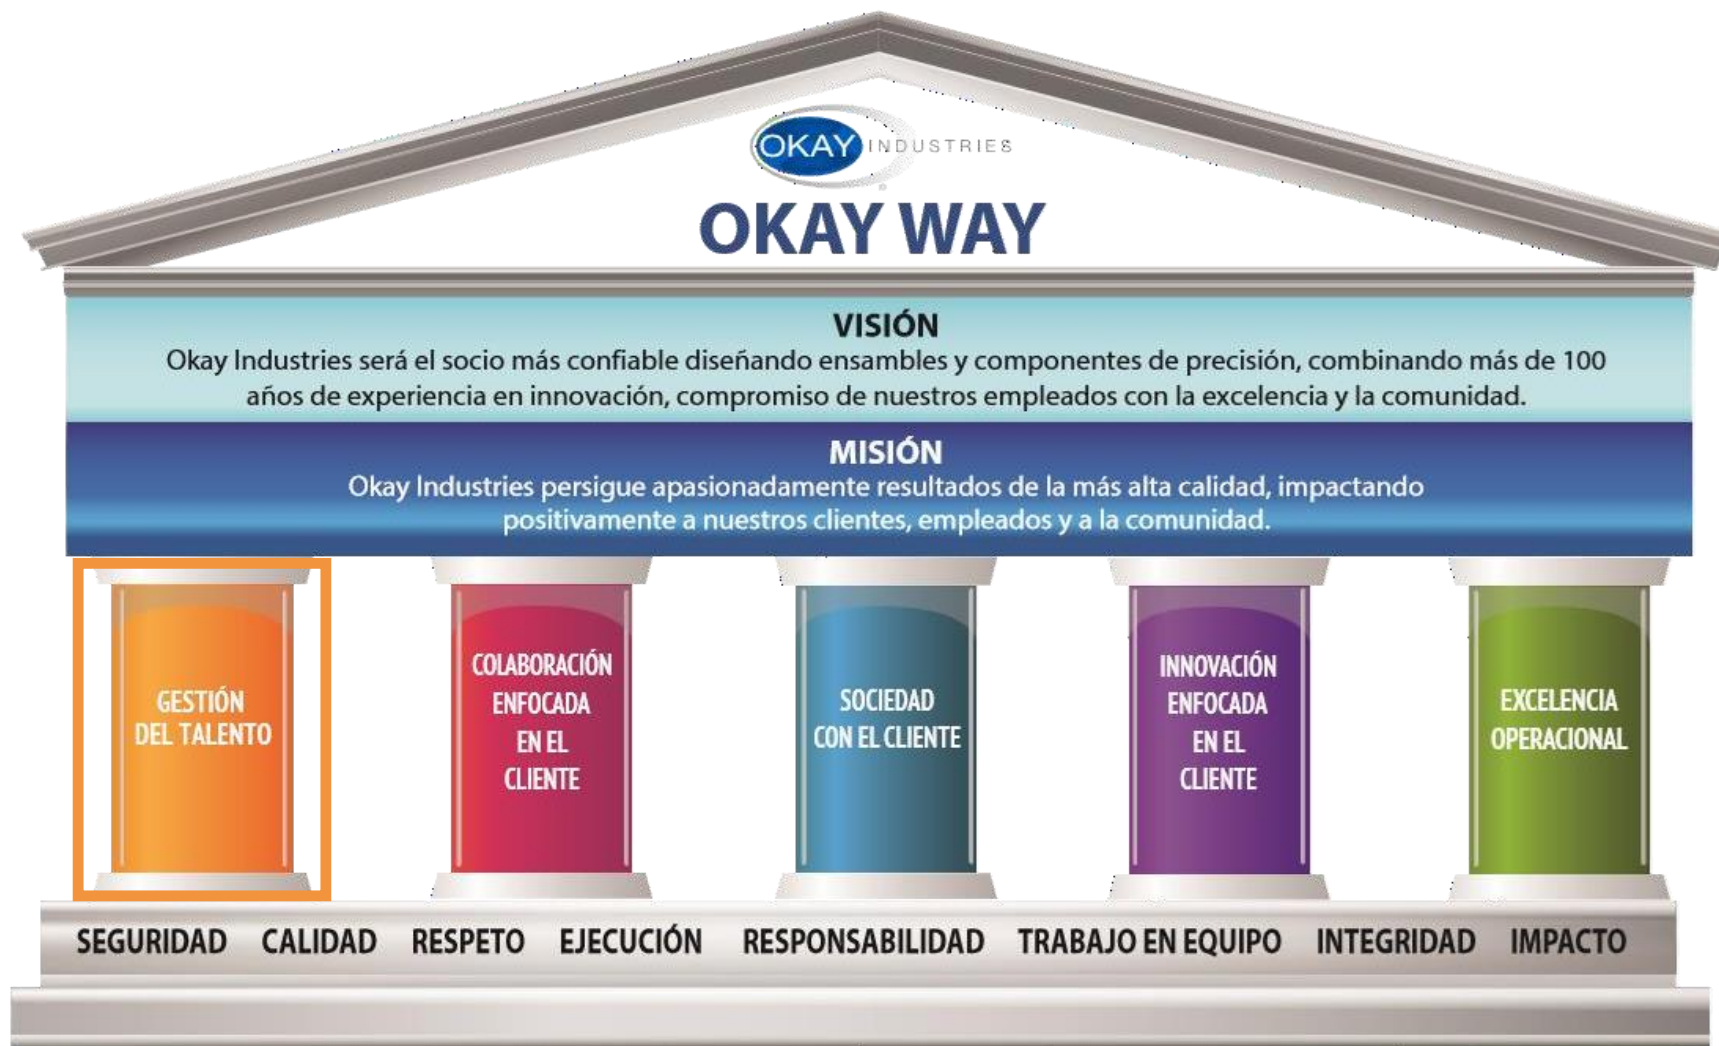 OKAY INDUSTRIES
OKAY WAY
VISIÓN
Okay Industries será el socio más confiable diseñando ensambles y componentes de precisión, combinando más de 100
años de experiencia en innovación, compromiso de nuestros empleados con la excelencia y la comunidad.
MISIÓN
Okay Industries persigue apasionadamente resultados de la más alta calidad, impactando
positivamente a nuestros clientes, empleados y a la comunidad.
GESTIÓN
DEL TALENTO
COLABORACIÓN
ENFOCADA
EN EL
CLIENTE
SOCIEDAD
CON EL CLIENTE
INNOVACIÓN
ENFOCADA
EN EL
CLIENTE
EXCELENCIA
OPERACIONAL
SEGURIDAD CALIDAD RESPETO EJECUCIÓN RESPONSABILIDAD TRABAJO EN EQUIPO INTEGRIDAD IMPACTO